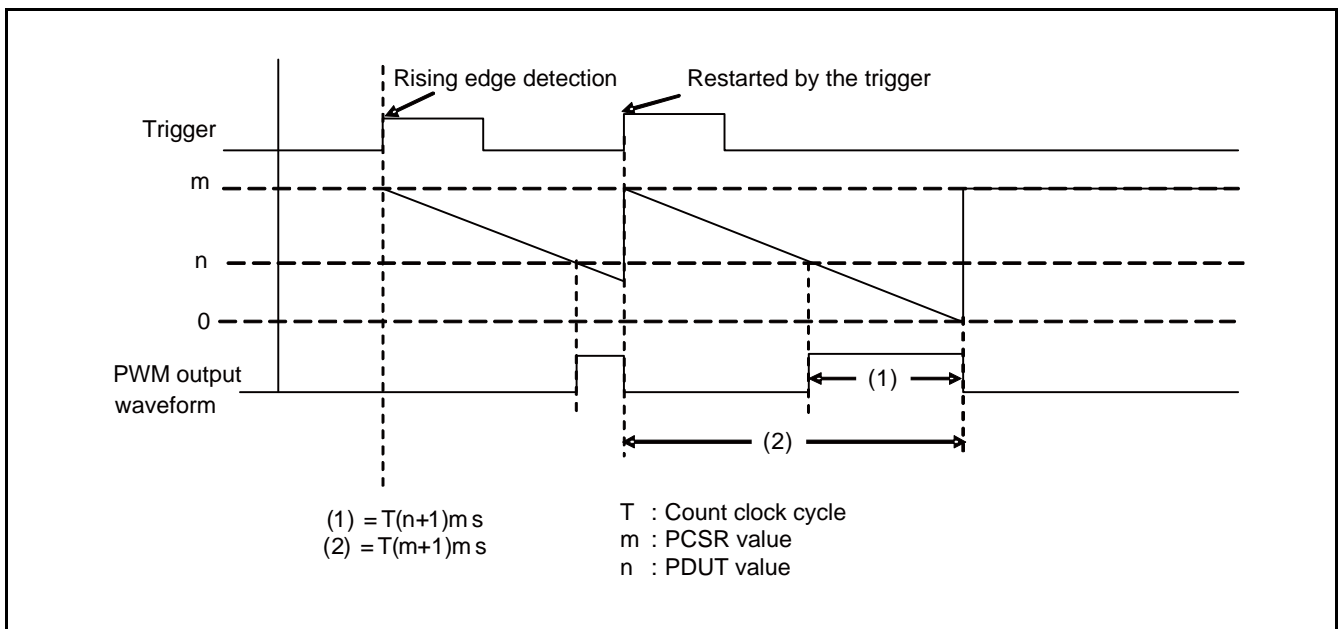 Rising edge detection
Restarted by the trigger
Trigger
m
n
0
PWM output
waveform
(1)
(2)
(1) = T(n+1)m s
(2) = T(m+1)m s
T : Count clock cycle
m : PCSR value
n : PDUT value